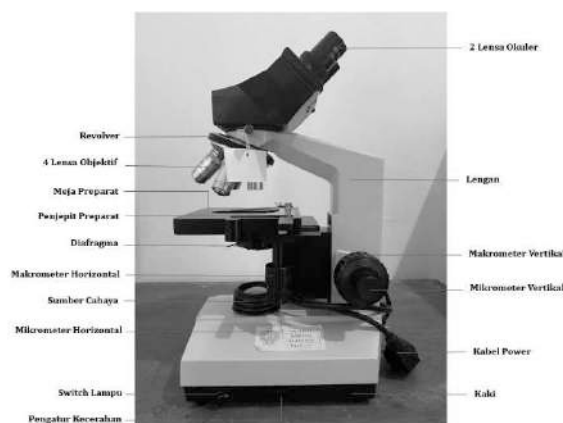 2 Lensa Okuler
Revolver
4 Lensa Objektif
Lengan
Meja Preparat
Penjepit Preparat
Diafragma
Makrometer Vertikal
Makrometer Horizontal
Mikrometer Vertikal
Sumber Cahaya
Mikrometer Horizontal
Kabel Power
Switch Lampu
Kaki
Pengatur Kecerahan